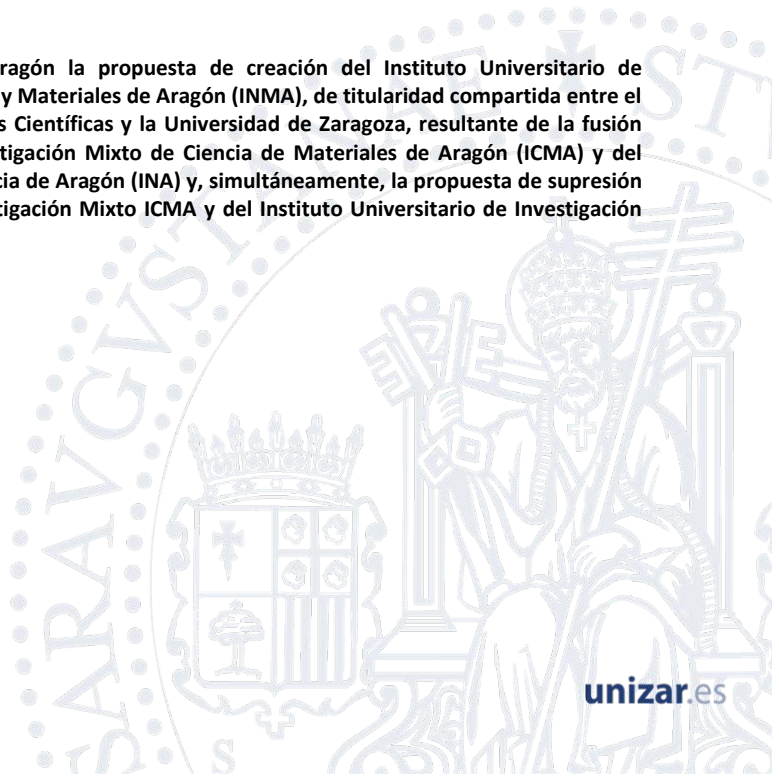 ragón la propuesta de creación del Instituto Universitario de
y Materiales de Aragón (INMA), de titularidad compartida entre el
s Científicas y la Universidad de Zaragoza, resultante de la fusión
tigación Mixto de Ciencia de Materiales de Aragón (ICMA) y del
cia de Aragón (INA) y, simultáneamente, la propuesta de supresión
tigación Mixto ICMA y del Instituto Universitario de Investigación
SARAVGVSTANAE STV
S
unizar.es